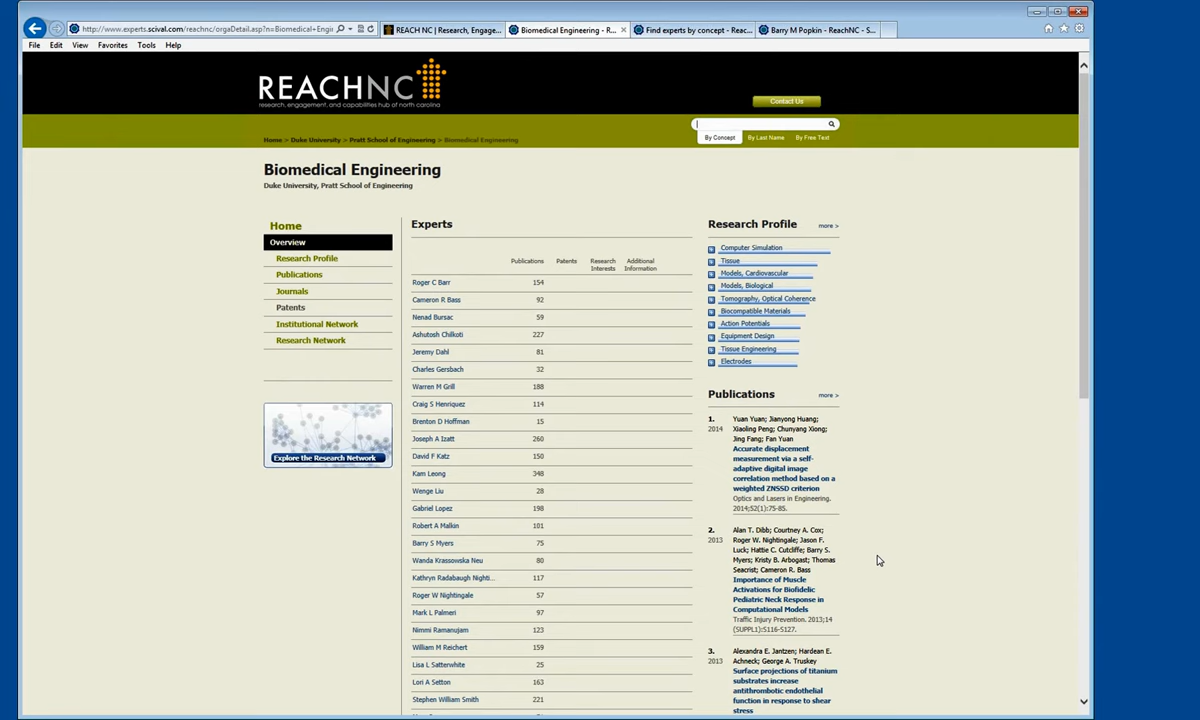 http://www.experts.scival.com/reachnc/orgaDetail.asp?n=Biomedical+Engir
REACH NC | Research, Engage...
Biomedical Engineering - R...
Find experts by concept - Reac...
Barry M Popkin - ReachNC - S...
File Edit View Favorites Tools Help
REACHNC
research, engagement, and capabilities hub of north carolina
Contact Us
Home > Duke University > Pratt School of Engineering > Biomedical Engineering
By Concept By Last Name By Free Text
Biomedical Engineering
Duke University, Pratt School of Engineering
Home
Overview
Research Profile
Publications
Journals
Patents
Institutional Network
Research Network
Explore the Research Network
Experts
Publications Patents Research Interests Additional Information
Roger C Barr 154
Cameron R Bass 92
Nenad Bursac 59
Ashutosh Chilkoti 227
Jeremy Dahl 81
Charles Gersbach 32
Warren M Grill 188
Craig S Henriquez 114
Brenton D Hoffman 15
Joseph A Izatt 260
David F Katz 150
Kam Leong 348
Wenge Liu 28
Gabriel Lopez 198
Robert A Malkin 101
Barry S Myers 75
Wanda Krassowska Neu 80
Kathryn Radabaugh Nighti... 117
Roger W Nightingale 57
Mark L Palmeri 97
Nimmi Ramanujam 123
William M Reichert 159
Lisa L Satterwhite 25
Lori A Setton 163
Stephen William Smith 221
Research Profile more >
Computer Simulation
Tissue
Models, Cardiovascular
Models, Biological
Tomography, Optical Coherence
Biocompatible Materials
Action Potentials
Equipment Design
Tissue Engineering
Electrodes
Publications more >
1. Yuan Yuan; Jianyong Huang;
2014 Xiaoling Peng; Chunyang Xiong;
Jing Fang; Fan Yuan
Accurate displacement
measurement via a self-
adaptive digital image
correlation method based on a
weighted ZNSSD criterion
Optics and Lasers in Engineering.
2014;52(1):75-85.
2. Alan T. Dibb; Courtney A. Cox;
2013 Roger W. Nightingale; Jason F.
Luck; Hattie C. Cutcliffe; Barry S.
Myers; Kristy B. Arbogast; Thomas
Seacrist; Cameron R. Bass
Importance of Muscle
Activations for Biofidelic
Pediatric Neck Response in
Computational Models
Traffic Injury Prevention. 2013;14
(SUPPL1):S116-S127.
3. Alexandra E. Jantzen; Hardean E.
2013 Achneck; George A. Truskey
Surface projections of titanium
substrates increase
antithrombotic endothelial
function in response to shear
stress